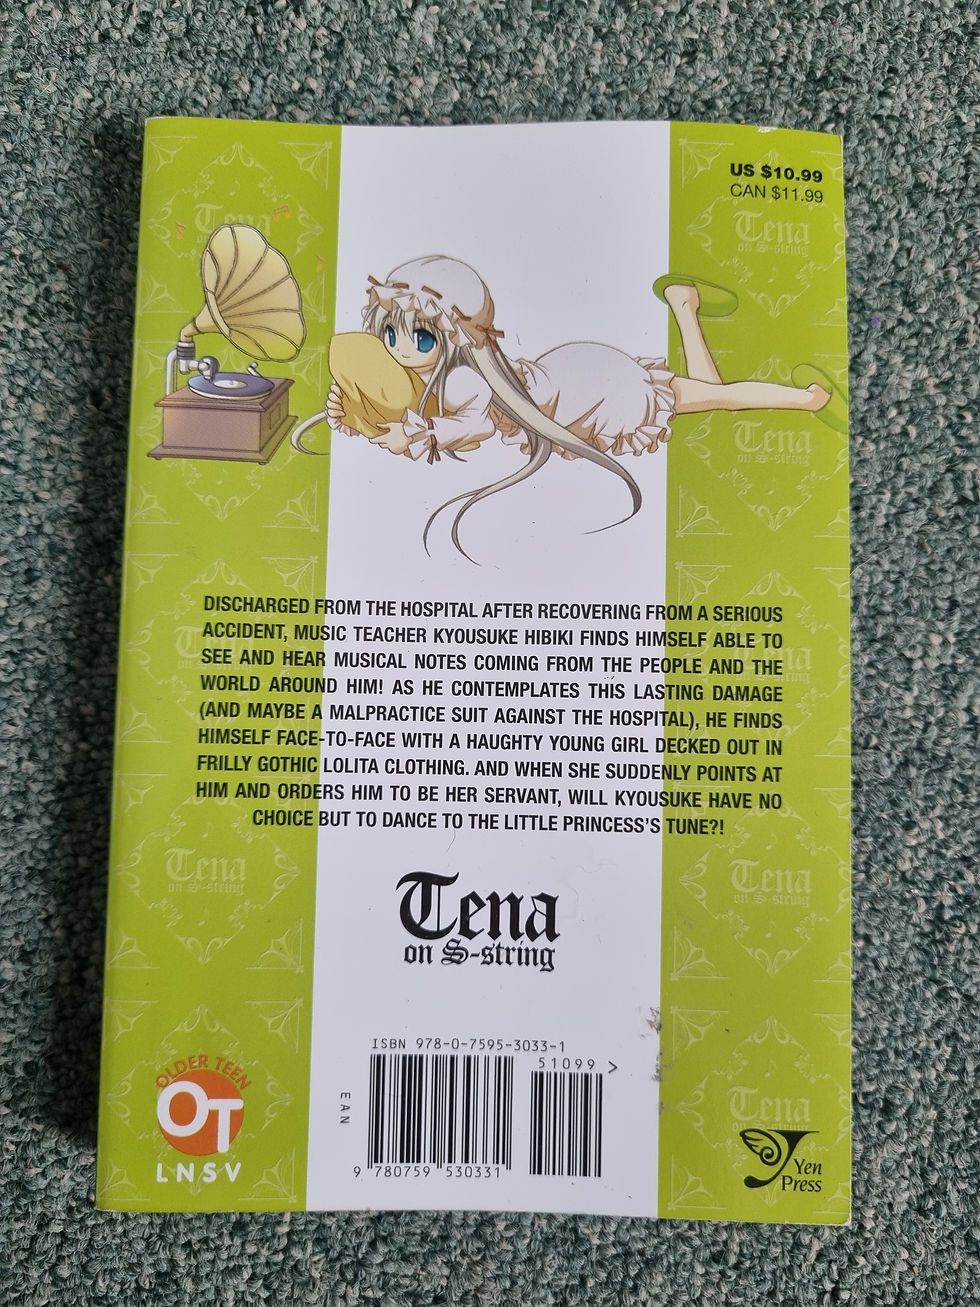 US $10.99
CAN $11.99
Tena
Tena
on S-string
Tena
on S-string
DISCHARGED FROM THE HOSPITAL AFTER RECOVERING FROM A SERIOUS
ACCIDENT, MUSIC TEACHER KYOUSUKE HIBIKI FINDS HIMSELF ABLE TO
SEE AND HEAR MUSICAL NOTES COMING FROM THE PEOPLE AND THE
WORLD AROUND HIM! AS HE CONTEMPLATES THIS LASTING DAMAGE
(AND MAYBE A MALPRACTICE SUIT AGAINST THE HOSPITAL), HE FINDS
HIMSELF FACE-TO-FACE WITH A HAUGHTY YOUNG GIRL DECKED OUT IN
FRILLY GOTHIC LOLITA CLOTHING. AND WHEN SHE SUDDENLY POINTS AT
HIM AND ORDERS HIM TO BE HER SERVANT, WILL KYOUSUKE HAVE NO
CHOICE BUT TO DANCE TO THE LITTLE PRINCESS'S TUNE?!
Tena
on S-string
Tena
on S-string
Tena
on S-string
ISBN 978-0-7595-3033-1
51099 >
EAN
9 780759 530331
OLDER TEEN
OT
LNSV
Tena
Yen
Press